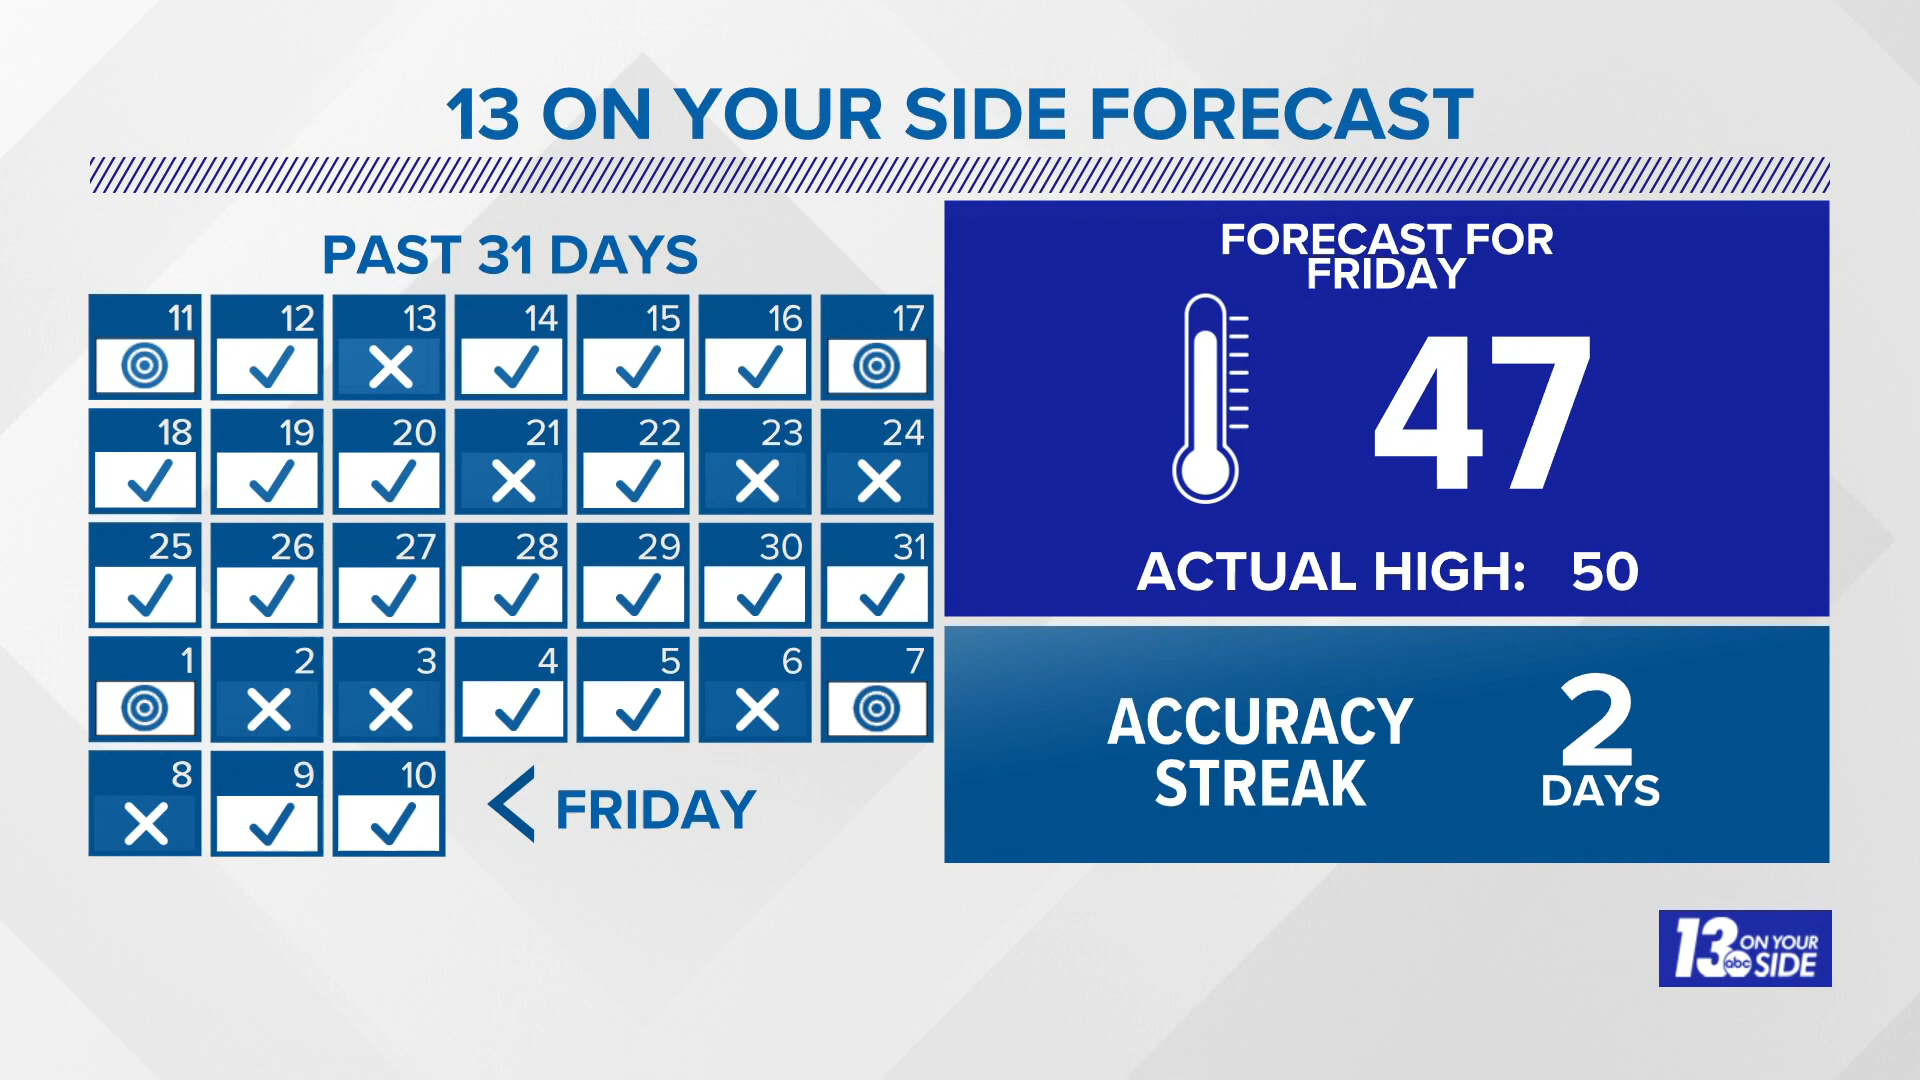 13 ON YOUR SIDE FORECAST
PAST 31 DAYS
11 12 13 14 15 16 17
18 19 20 21 22 23 24
25 26 27 28 29 30 31
1 2 3 4 5 6 7
8 9 10
FRIDAY
FORECAST FOR
FRIDAY
47
ACTUAL HIGH: 50
ACCURACY
STREAK
2
DAYS
13 ON YOUR
abc SIDE